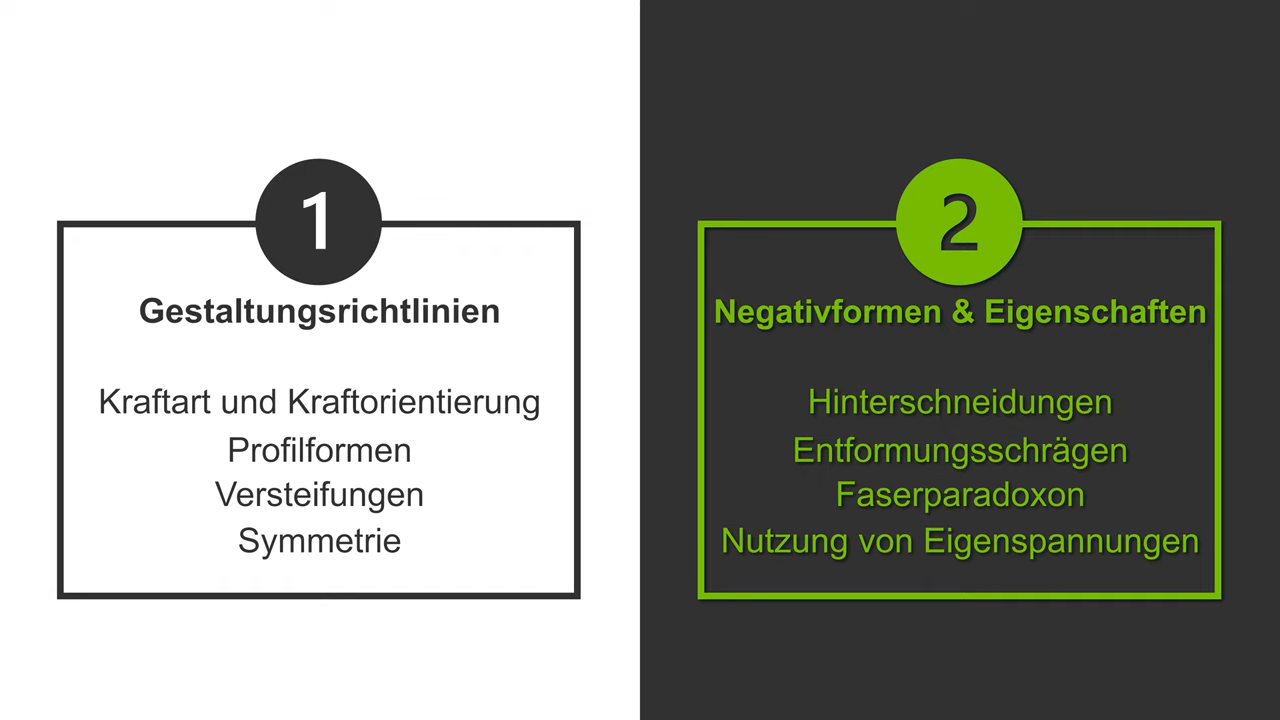 1
Gestaltungsrichtlinien
Kraftart und Kraftorientierung
Profilformen
Versteifungen
Symmetrie
2
Negativformen & Eigenschaften
Hinterschneidungen
Entformungsschrägen
Faserparadoxon
Nutzung von Eigenspannungen